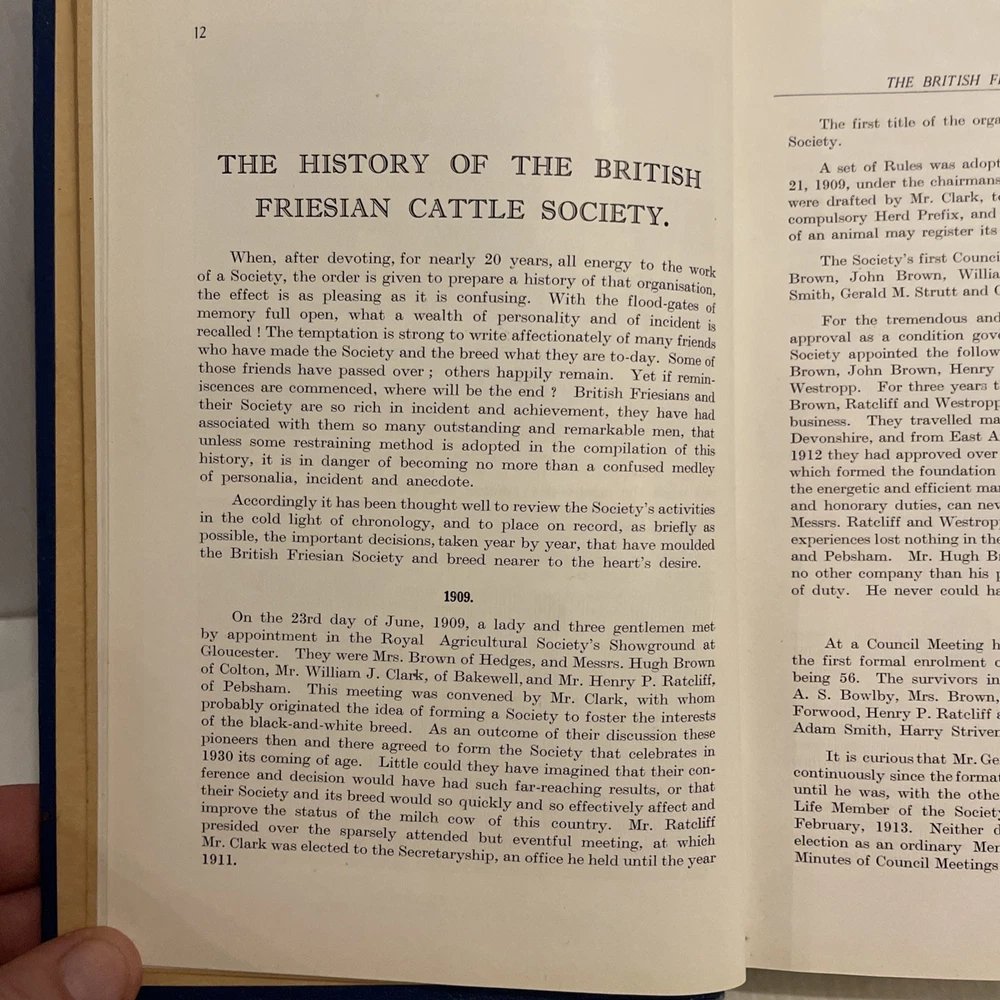 12
THE HISTORY OF THE BRITISH
FRIESIAN CATTLE SOCIETY.
When, after devoting, for nearly 20 years, all energy to the work
of a Society, the order is given to prepare a history of that organisation,
the effect is as pleasing as it is confusing. With the flood-gates of
memory full open, what a wealth of personality and of incident is
recalled ! The temptation is strong to write affectionately of many friends
who have made the Society and the breed what they are to-day. Some of
those friends have passed over ; others happily remain. Yet if remin-
iscences are commenced, where will be the end ? British Friesians and
their Society are so rich in incident and achievement, they have had
associated with them so many outstanding and remarkable men, that
unless some restraining method is adopted in the compilation of this
history, it is in danger of becoming no more than a confused medley
of personalia, incident and anecdote.
Accordingly it has been thought well to review the Society's activities
in the cold light of chronology, and to place on record, as briefly as
possible, the important decisions, taken year by year, that have moulded
the British Friesian Society and breed nearer to the heart's desire.
1909.
On the 23rd day of June, 1909, a lady and three gentlemen met
by appointment in the Royal Agricultural Society's Showground at
Gloucester. They were Mrs. Brown of Hedges, and Messrs. Hugh Brown
of Colton, Mr. William J. Clark, of Bakewell, and Mr. Henry P. Ratcliff,
of Pebsham. This meeting was convened by Mr. Clark, with whom
probably originated the idea of forming a Society to foster the interests
of the black-and-white breed. As an outcome of their discussion these
pioneers then and there agreed to form the Society that celebrates in
1930 its coming of age. Little could they have imagined that their con-
ference and decision would have had such far-reaching results, or that
their Society and its breed would so quickly and so effectively affect and
improve the status of the milch cow of this country. Mr. Ratcliff
presided over the sparsely attended but eventful meeting, at which
Mr. Clark was elected to the Secretaryship, an office he held until the year
1911.
THE BRITISH
The first title of the
Society.
A set of Rules was
21, 1909, under the
were drafted by Mr. Clark,
compulsory Herd Prefix, and
of an animal may register its
The Society's first
Brown, John Brown,
Smith, Gerald M. Strutt and
For the tremendous and
approval as a condition
Society appointed the
Brown, John Brown, Henry
Westropp. For three years
Brown, Ratcliff and
business. They travelled
Devonshire, and from East
1912 they had approved over
which formed the foundation
the energetic and efficient
and honorary duties, can
Messrs. Ratcliff and
experiences lost nothing in
and Pebsham. Mr. Hugh
no other company than his
of duty. He never could
At a Council Meeting
the first formal enrolment
being 56. The survivors in
A. S. Bowlby, Mrs. Brown,
Forwood, Henry P. Ratcliff
Adam Smith, Harry
It is curious that Mr.
continuously since the
until he was, with the
Life Member of the
February, 1913. Neither
election as an ordinary
Minutes of Council Meetings